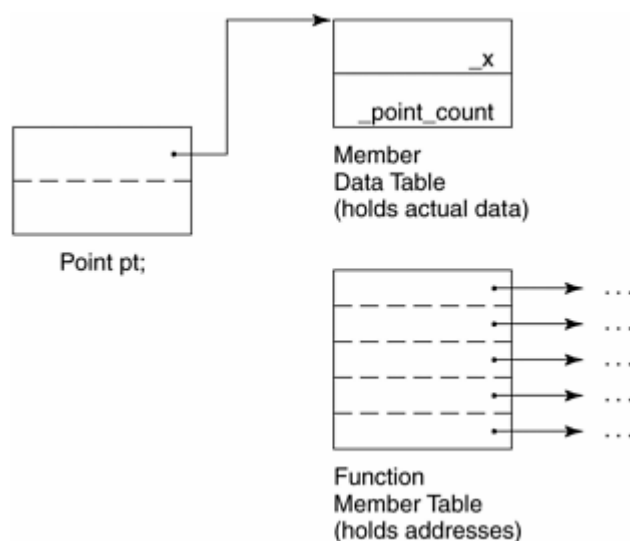 _x
_point_count
Member
Data Table
(holds actual data)
Point pt;
...
...
...
...
...
Function
Member Table
(holds addresses)